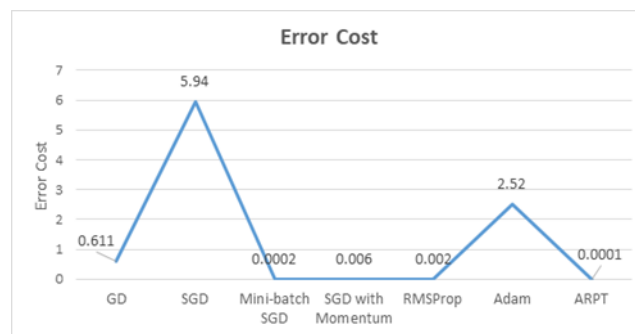 Error Cost
7
6
5
4
3
2
1
0
Error Cost
0.611
5.94
0.0002
0.006
0.002
2.52
0.0001
GD
SGD
Mini-batch
SGD
SGD with
Momentum
RMSProp
Adam
ARPT